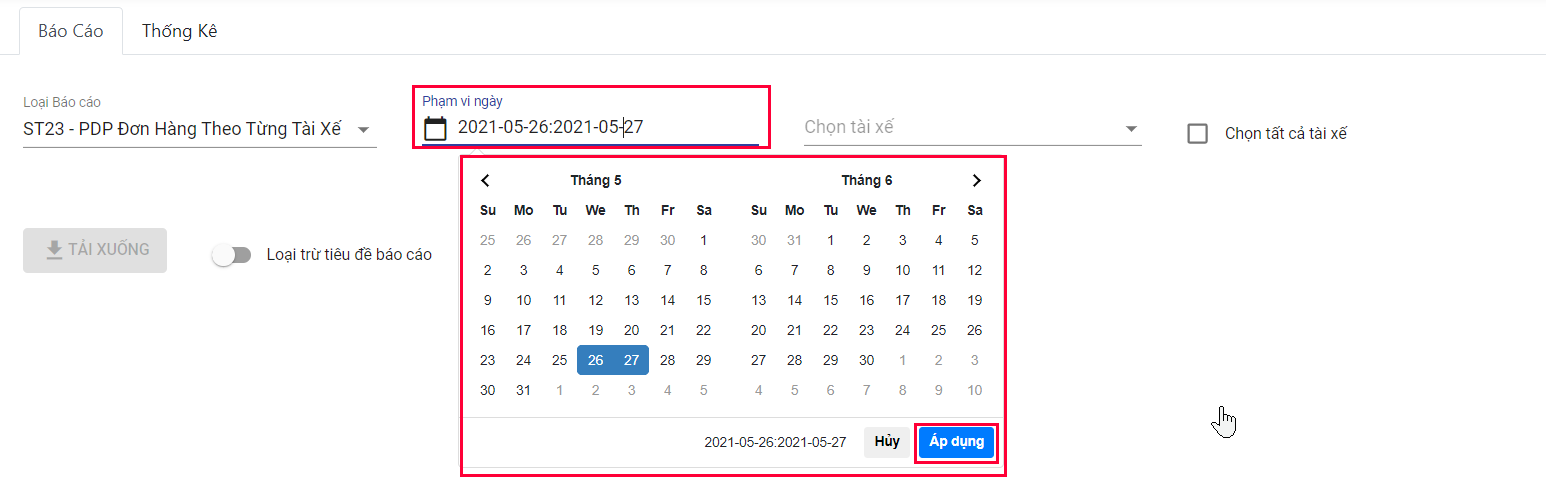 Báo Cáo Thống Kê
Loại Báo cáo
ST23 - PDP Đơn Hàng Theo Từng Tài Xế
Phạm vi ngày
2021-05-26:2021-05-27
Chọn tài xế
Chọn tất cả tài xế
Tháng 5
Su Mo Tu We Th Fr Sa
25 26 27 28 29 30 1
2 3 4 5 6 7 8
9 10 11 12 13 14 15
16 17 18 19 20 21 22
23 24 25 26 27 28 29
30 31 1 2 3 4 5
Tháng 6
Su Mo Tu We Th Fr Sa
30 31 1 2 3 4 5
6 7 8 9 10 11 12
13 14 15 16 17 18 19
20 21 22 23 24 25 26
27 28 29 30 1 2 3
4 5 6 7 8 9 10
2021-05-26:2021-05-27 Hủy Áp dụng
TẢI XUỐNG
Loại trừ tiêu đề báo cáo